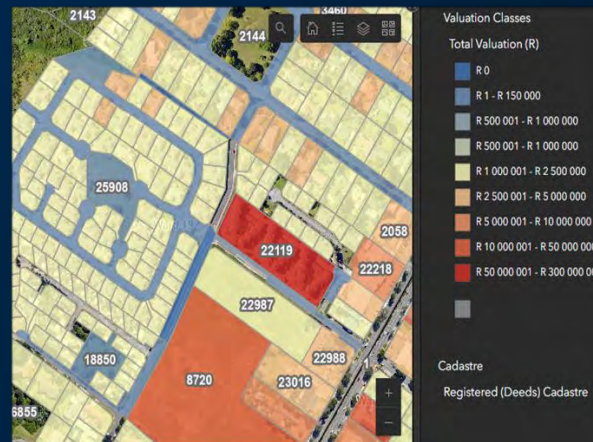 2143
3460
2144
25908
22119
2058
22218
22987
22988
18850
8720
23016
1
6855
Valuation Classes
Total Valuation (R)
R 0
R 1 - R 150 000
R 500 001 - R 1 000 000
R 500 001 - R 1 000 000
R 1 000 001 - R 2 500 000
R 2 500 001 - R 5 000 000
R 5 000 001 - R 10 000 000
R 10 000 001 - R 50 000 00
R 50 000 001 - R 300 000 00
Cadastre
Registered (Deeds) Cadastre
+
−